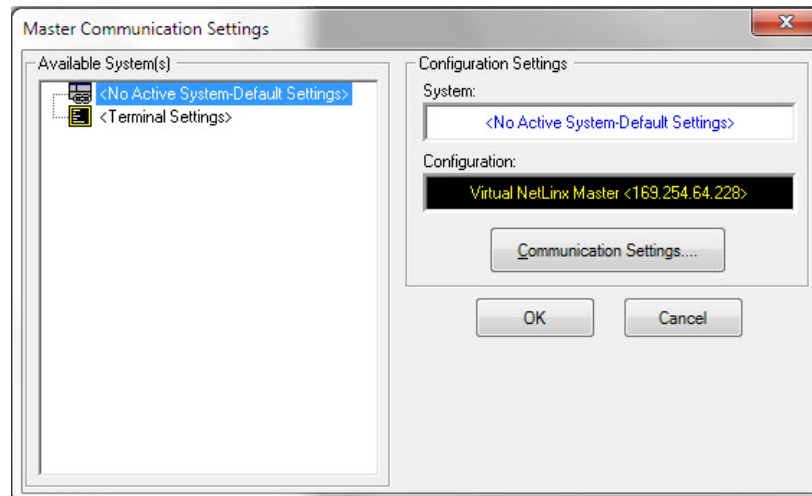 Master Communication Settings
Available System(s)
<No Active System-Default Settings>
<Terminal Settings>
Configuration Settings
System:
<No Active System-Default Settings>
Configuration:
Virtual NetLinx Master <169.254.64.228>
Communication Settings....
OK
Cancel